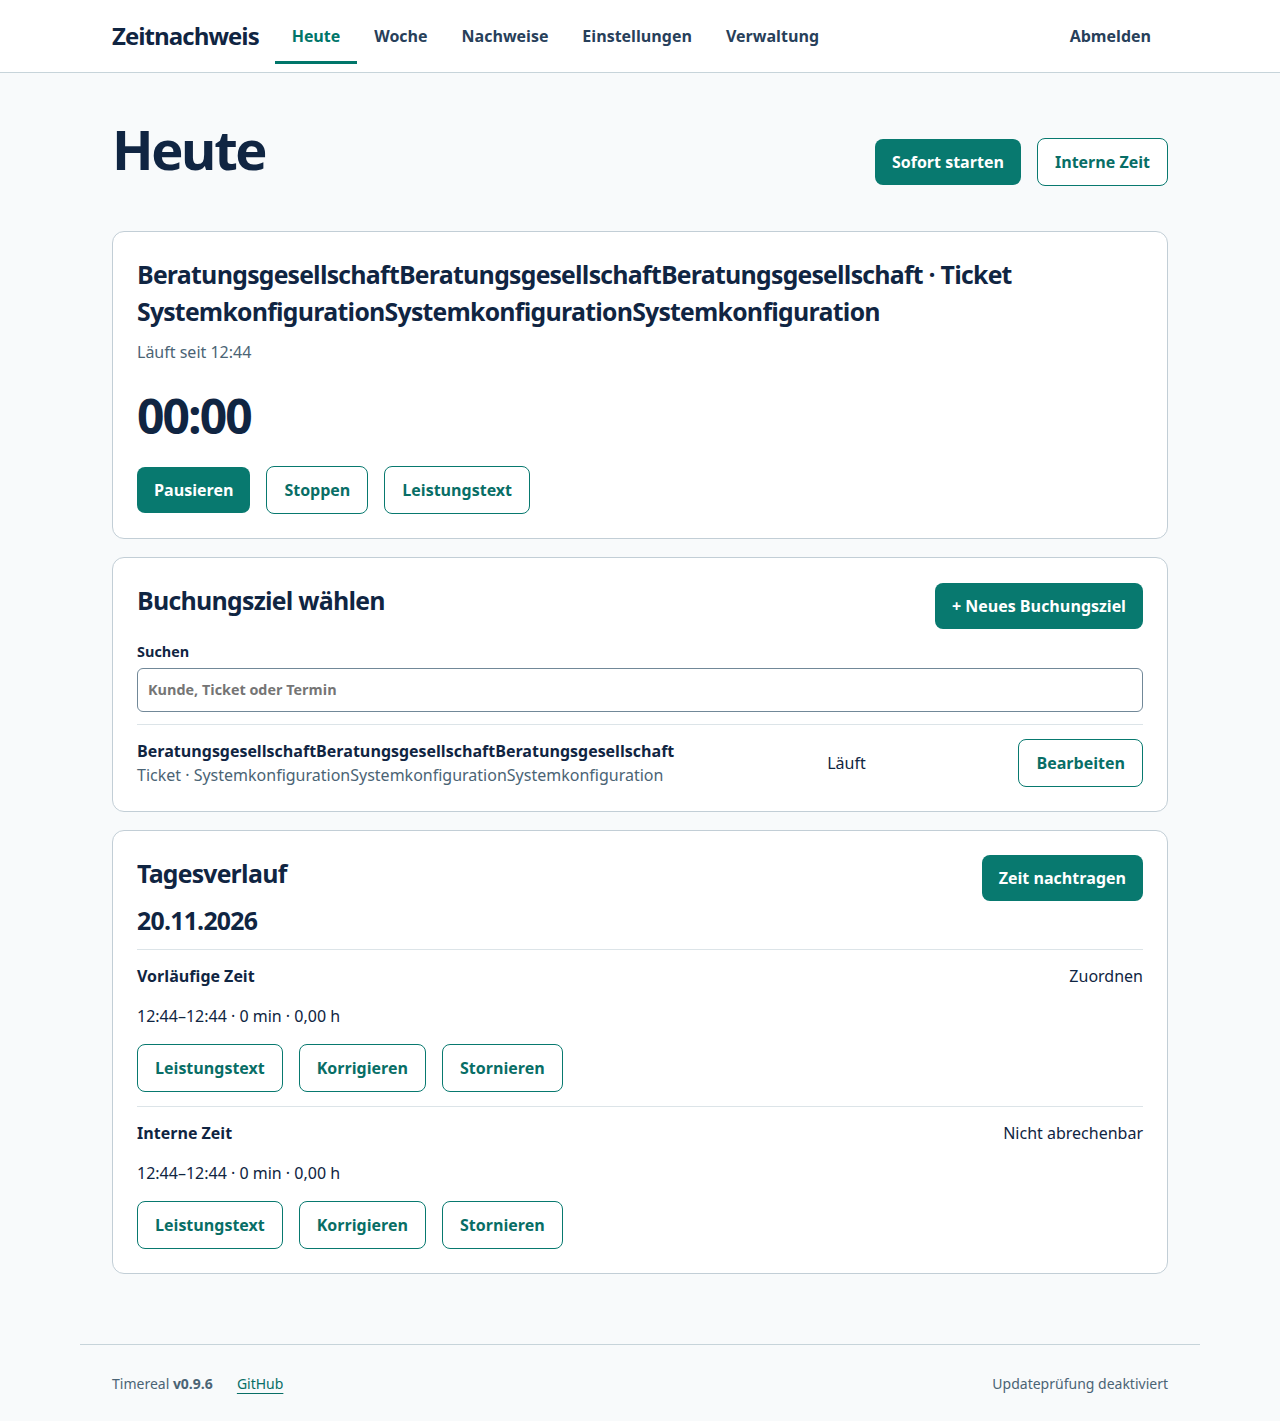 Zeitnachweis Heute Woche Nachweise Einstellungen Verwaltung Abmelden
Heute
Sofort starten Interne Zeit
BeratungsgesellschaftBeratungsgesellschaftBeratungsgesellschaft · Ticket
SystemkonfigurationSystemkonfigurationSystemkonfiguration
Läuft seit 12:44
00:00
Pausieren Stoppen Leistungstext
Buchungsziel wählen + Neues Buchungsziel
Suchen
Kunde, Ticket oder Termin
BeratungsgesellschaftBeratungsgesellschaftBeratungsgesellschaft
Ticket · SystemkonfigurationSystemkonfigurationSystemkonfiguration
Läuft Bearbeiten
Tagesverlauf Zeit nachtragen
20.11.2026
Vorläufige Zeit Zuordnen
12:44–12:44 · 0 min · 0,00 h
Leistungstext Korrigieren Stornieren
Interne Zeit Nicht abrechenbar
12:44–12:44 · 0 min · 0,00 h
Leistungstext Korrigieren Stornieren
Timereal v0.9.6 GitHub Updateprüfung deaktiviert